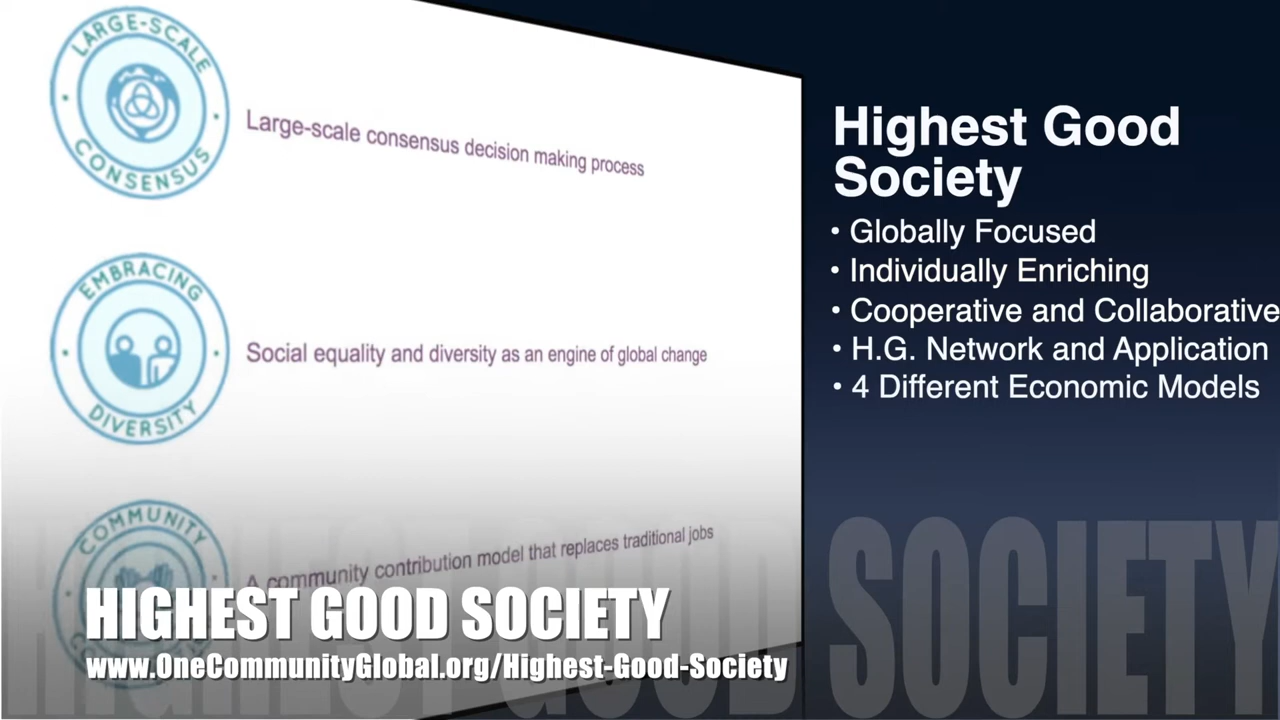 LARGE-SCALE
CONSENSUS
Large-scale consensus decision making process
EMBRACING
DIVERSITY
Social equality and diversity as an engine of global change
COMMUNITY
A community contribution model that replaces traditional jobs
Highest Good
Society
• Globally Focused
• Individually Enriching
• Cooperative and Collaborative
• H.G. Network and Application
• 4 Different Economic Models
HIGHEST GOOD SOCIETY
HIGHEST GOOD SOCIETY
www.OneCommunityGlobal.org/Highest-Good-Society